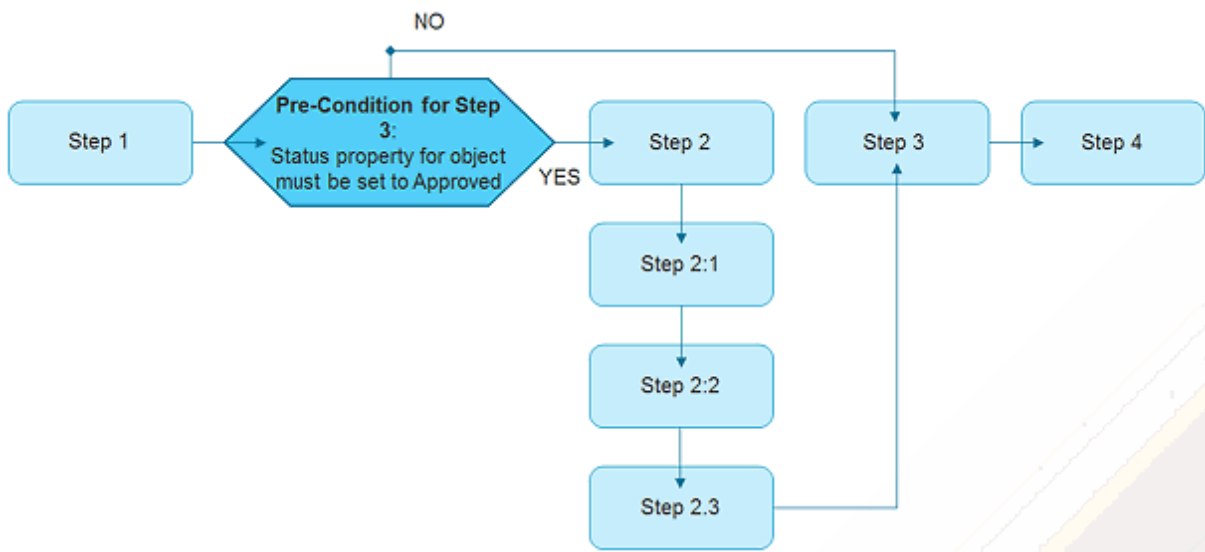 NO
Step 1
Pre-Condition for Step
3:
Status property for object
must be set to Approved
YES
Step 2
Step 3
Step 4
Step 2:1
Step 2:2
Step 2.3